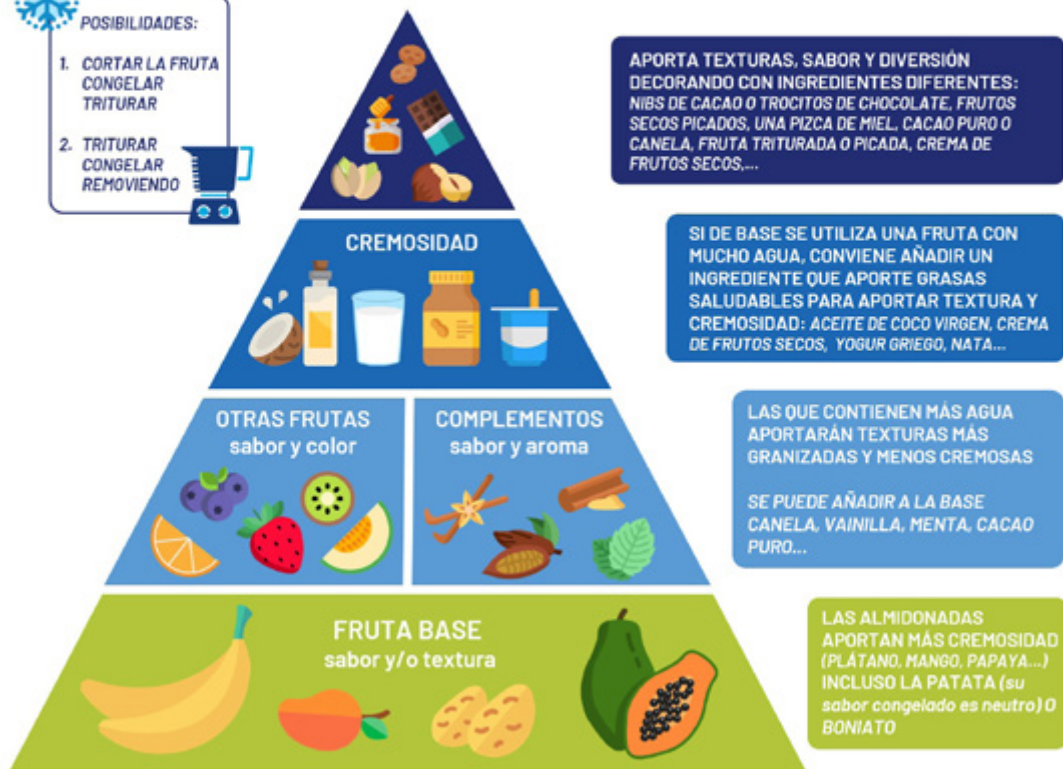 POSIBILIDADES:
1. CORTAR LA FRUTA
CONGELAR
TRITURAR
2. TRITURAR
CONGELAR
REMOVIENDO
APORTA TEXTURAS, SABOR Y DIVERSIÓN
DECORANDO CON INGREDIENTES DIFERENTES:
NIBS DE CACAO O TROCITOS DE CHOCOLATE, FRUTOS
SECOS PICADOS, UNA PIZCA DE MIEL, CACAO PURO O
CANELA, FRUTA TRITURADA O PICADA, CREMA DE
FRUTOS SECOS,...
CREMOSIDAD
SI DE BASE SE UTILIZA UNA FRUTA CON
MUCHO AGUA, CONVIENE AÑADIR UN
INGREDIENTE QUE APORTE GRASAS
SALUDABLES PARA APORTAR TEXTURA Y
CREMOSIDAD: ACEITE DE COCO VIRGEN, CREMA
DE FRUTOS SECOS, YOGUR GRIEGO, NATA...
OTRAS FRUTAS
sabor y color
COMPLEMENTOS
sabor y aroma
LAS QUE CONTIENEN MÁS AGUA
APORTARÁN TEXTURAS MÁS
GRANIZADAS Y MENOS CREMOSAS
SE PUEDE AÑADIR A LA BASE
CANELA, VAINILLA, MENTA, CACAO
PURO...
FRUTA BASE
sabor y/o textura
LAS ALMIDONADAS
APORTAN MÁS CREMOSIDAD
(PLÁTANO, MANGO, PAPAYA...)
INCLUSO LA PATATA (su
sabor congelado es neutro) O
BONIATO